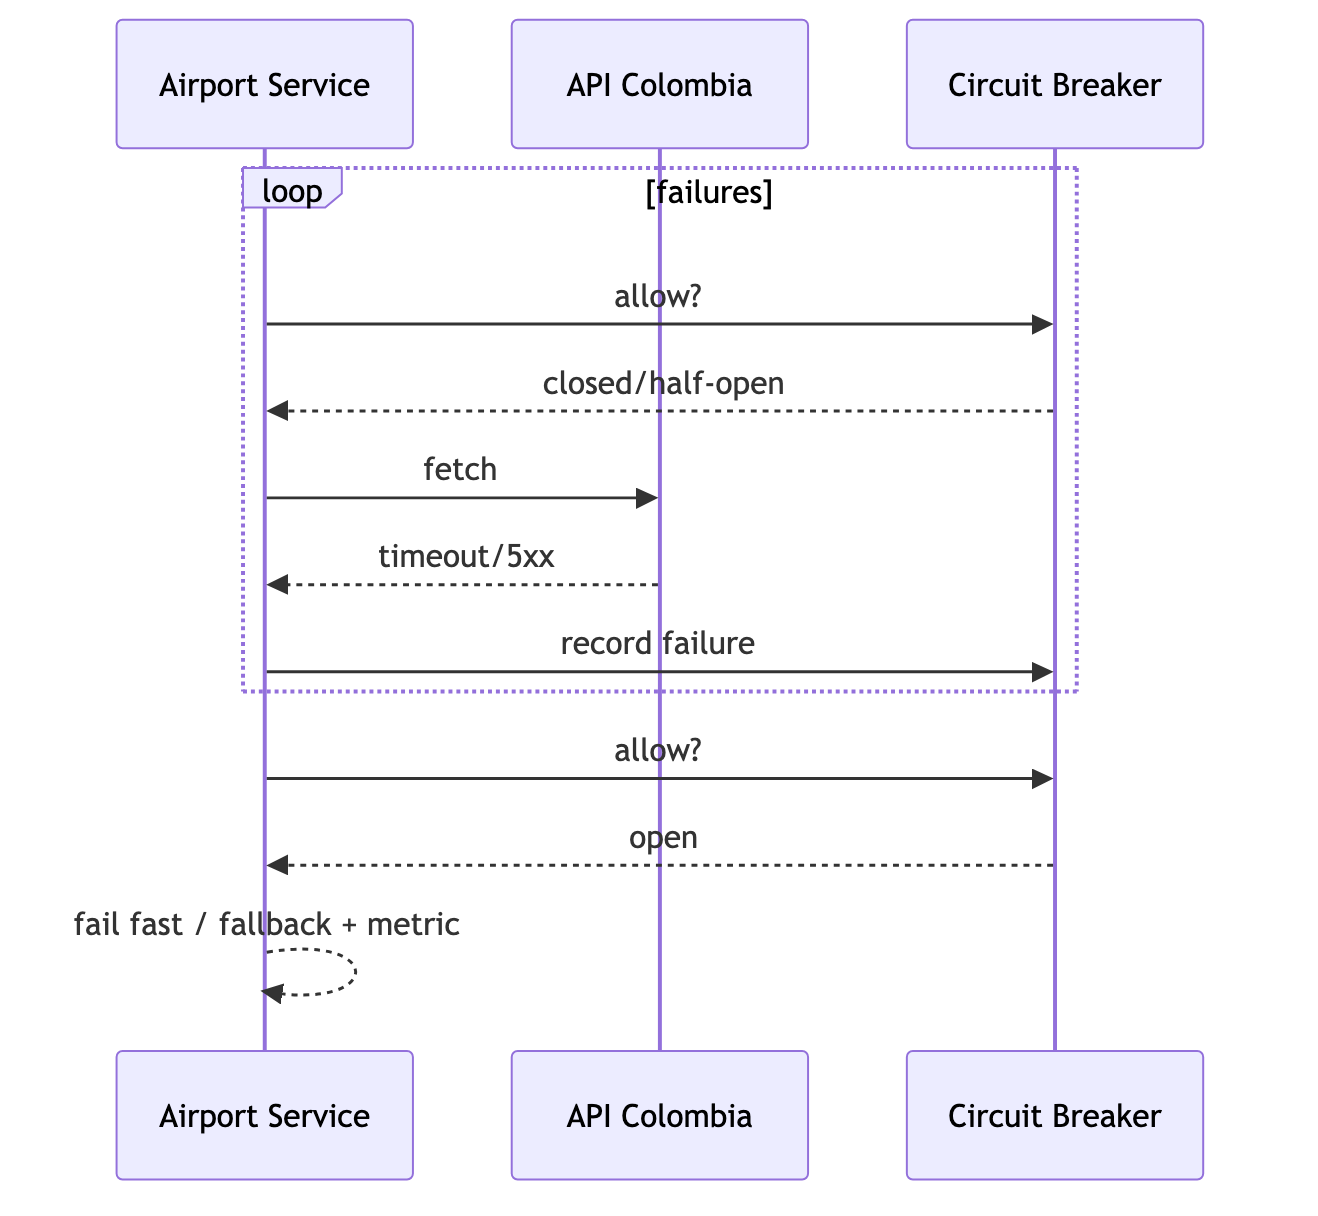 Airport Service
API Colombia
Circuit Breaker
loop
[failures]
allow?
closed/half-open
fetch
timeout/5xx
record failure
allow?
open
fail fast / fallback + metric
Airport Service
API Colombia
Circuit Breaker